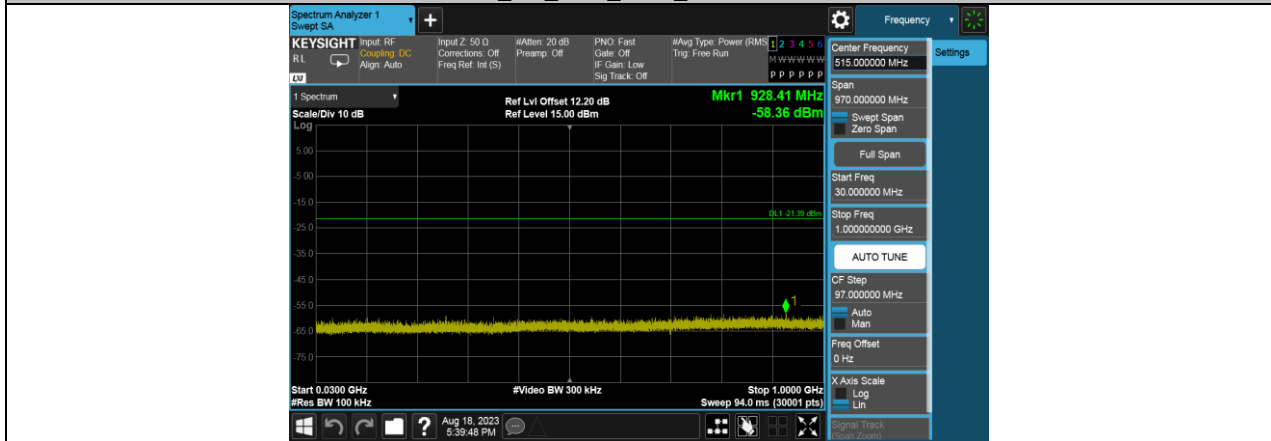 Spectrum Analyzer 1
Swept SA
+
Frequency
KEYSIGHT
RL
LXI
Input: RF
Coupling: DC
Align: Auto
Input Z: 50 Ω
Corrections: Off
Freq Ref: Int (S)
#Atten: 20 dB
Preamp: Off
PNO: Fast
Gate: Off
IF Gain: Low
Sig Track: Off
#Avg Type: Power (RMS
Trig: Free Run
1 2 3 4 5 6
M W W W W W
P P P P P P
Center Frequency
515.000000 MHz
Settings
1 Spectrum
Scale/Div 10 dB
Log
Ref Lvl Offset 12.20 dB
Ref Level 15.00 dBm
Mkr1 928.41 MHz
-58.36 dBm
Span
970.000000 MHz
Swept Span
Zero Span
Full Span
Start Freq
30.000000 MHz
Stop Freq
1.000000000 GHz
AUTO TUNE
CF Step
97.000000 MHz
Auto
Man
Freq Offset
0 Hz
X Axis Scale
Log
Lin
Signal Track
(Span Zoom)
5.00
-5.00
-15.0
DL1 -21.39 dBm
-25.0
-35.0
-45.0
1
-55.0
-65.0
-75.0
Start 0.0300 GHz
#Video BW 300 kHz
Stop 1.0000 GHz
#Res BW 100 kHz
Sweep 94.0 ms (30001 pts)
?
Aug 18, 2023
5:39:48 PM